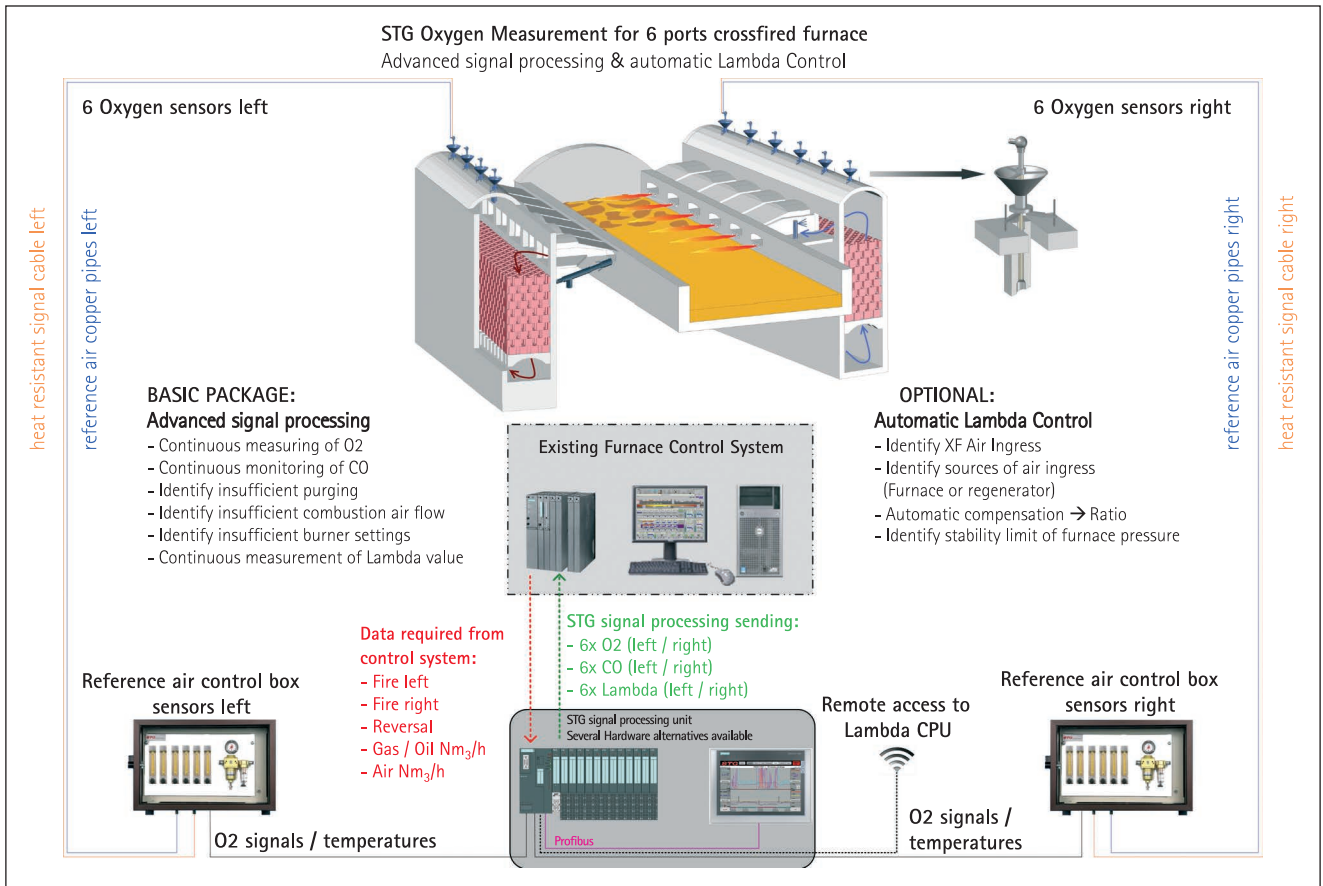 STG Oxygen Measurement for 6 ports crossfired furnace
Advanced signal processing & automatic Lambda Control
6 Oxygen sensors left
6 Oxygen sensors right
heat resistant signal cable left
reference air copper pipes left
reference air copper pipes right
heat resistant signal cable right
BASIC PACKAGE:
Advanced signal processing
- Continuous measuring of O2
- Continuous monitoring of CO
- Identify insufficient purging
- Identify insufficient combustion air flow
- Identify insufficient burner settings
- Continuous measurement of Lambda value
OPTIONAL:
Automatic Lambda Control
- Identify XF Air Ingress
- Identify sources of air ingress
(Furnace or regenerator)
- Automatic compensation → Ratio
- Identify stability limit of furnace pressure
Existing Furnace Control System
Data required from
control system:
- Fire left
- Fire right
- Reversal
- Gas / Oil Nm3/h
- Air Nm3/h
STG signal processing sending:
- 6x O2 (left / right)
- 6x CO (left / right)
- 6x Lambda (left / right)
Reference air control box
sensors left
STG signal processing unit
Several Hardware alternatives available
Profibus
Remote access to
Lambda CPU
Reference air control box
sensors right
O2 signals / temperatures
O2 signals /
temperatures